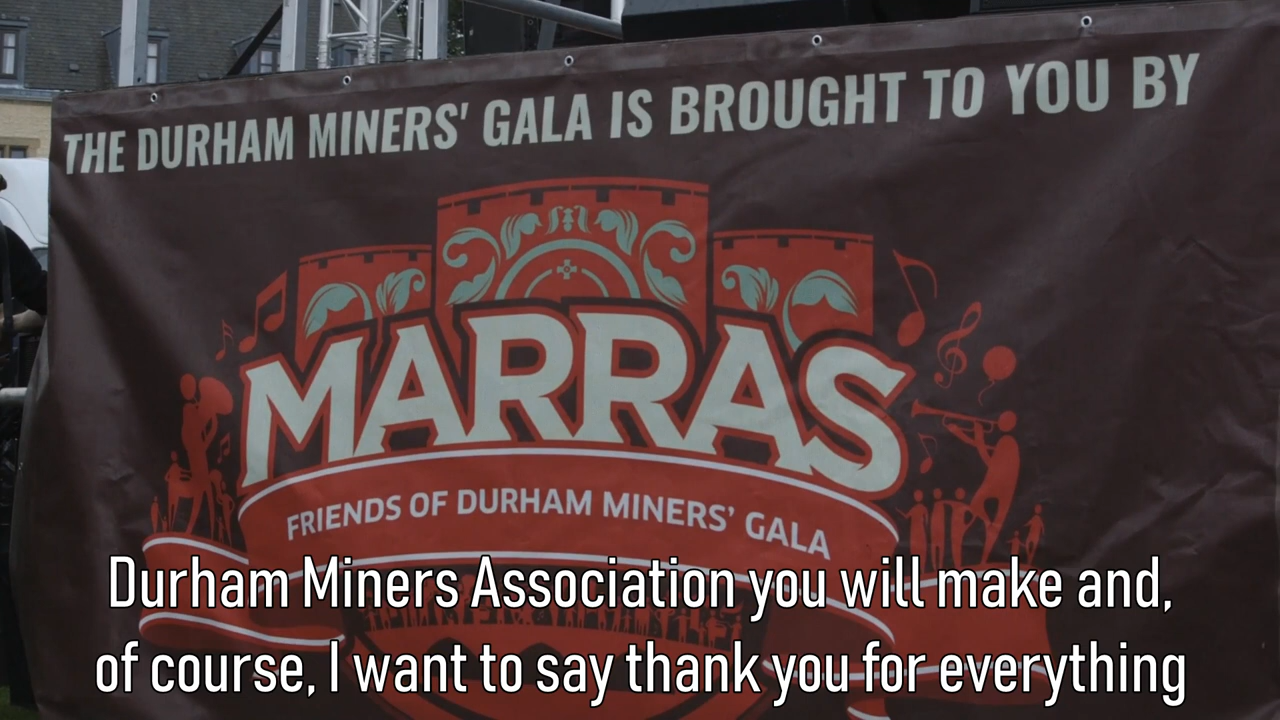 THE DURHAM MINERS' GALA IS BROUGHT TO YOU BY
MARRAS
FRIENDS OF DURHAM MINERS' GALA
Durham Miners Association you will make and,
of course, I want to say thank you for everything